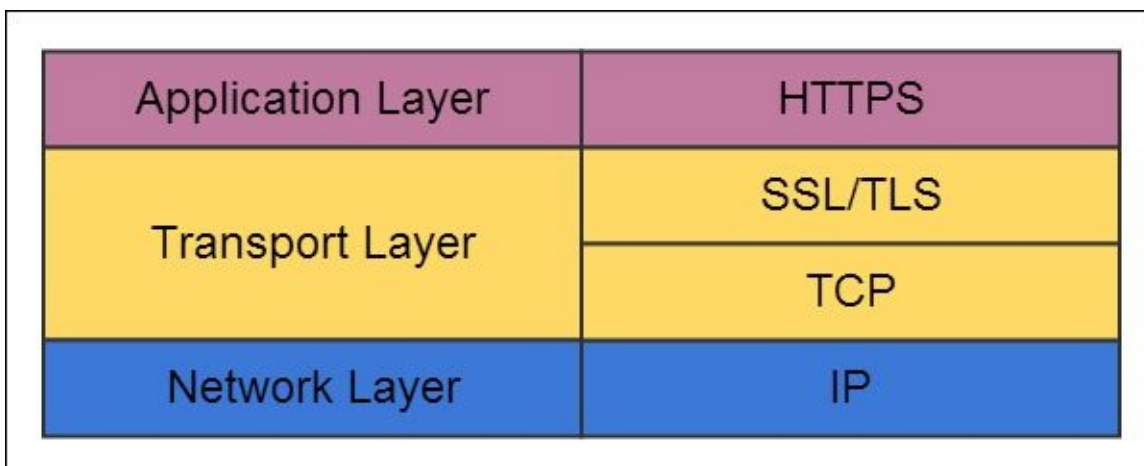 Application Layer
HTTPS
Transport Layer
SSL/TLS
TCP
Network Layer
IP